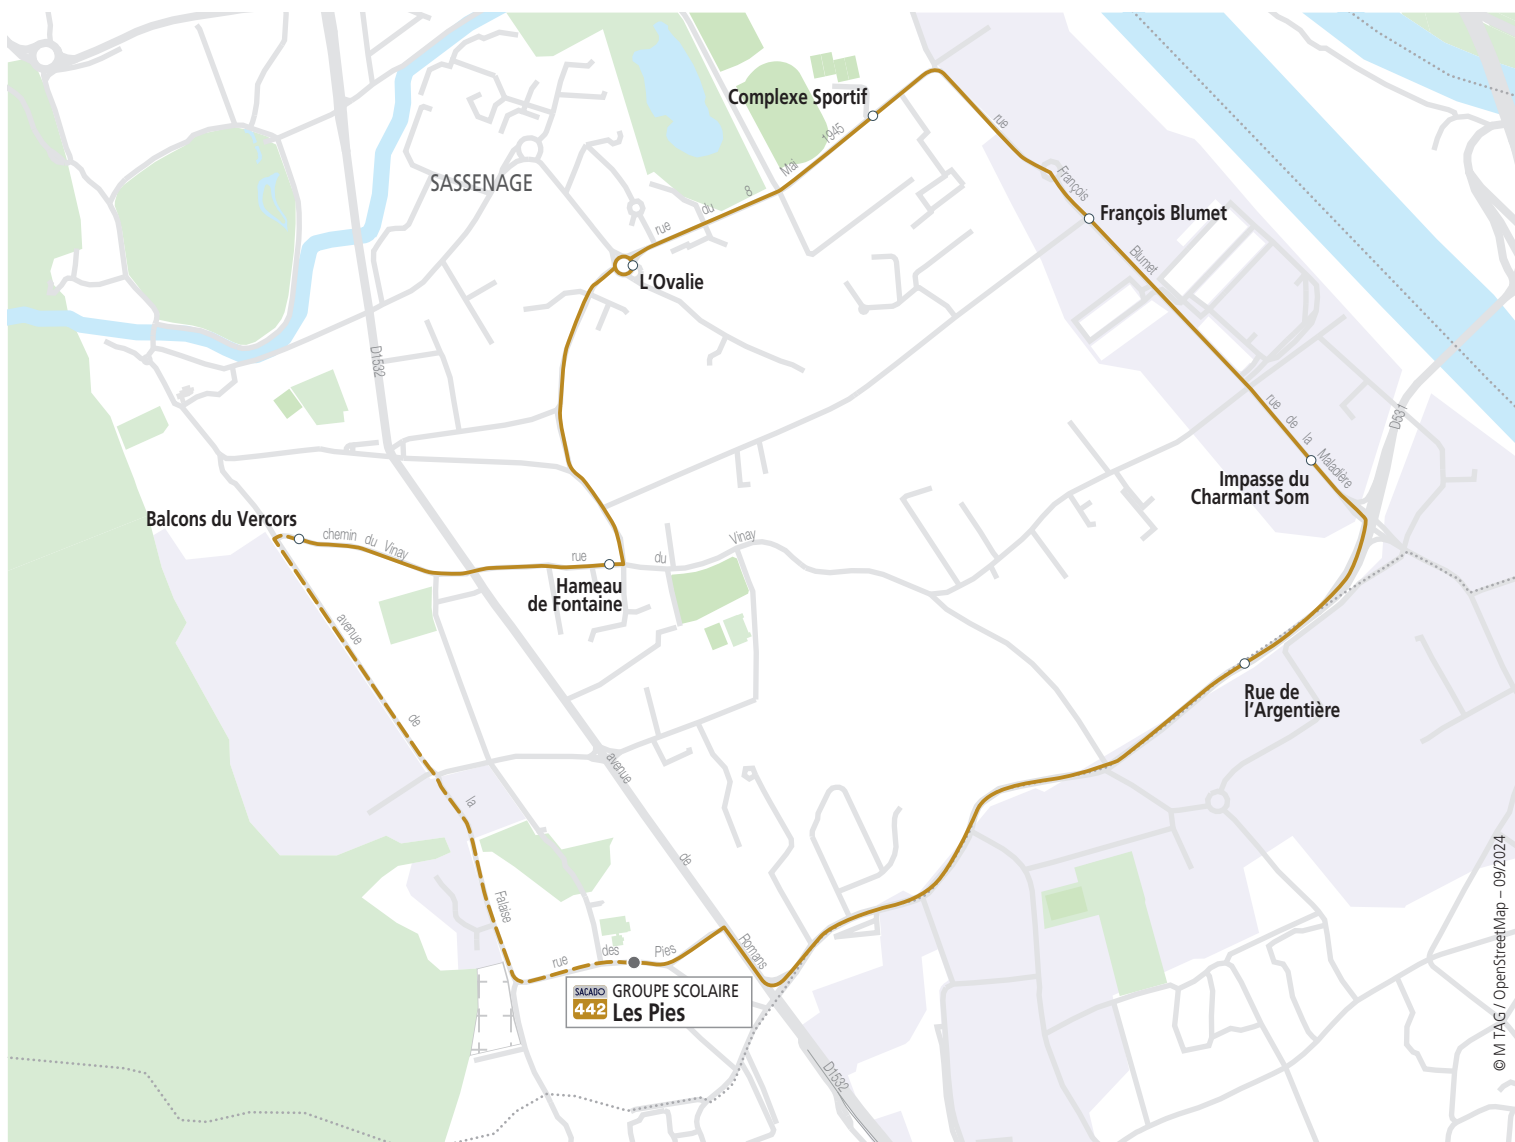 Complexe Sportif
rue du 8 Mai 1945
rue François Blumet
SASSENAGE
François Blumet
L'Ovalie
D1532
rue de la Maladière
D531
Impasse du
Charmant Som
Balcons du Vercors
chemin du Vinay
rue du Vinay
Hameau
de Fontaine
avenue de la Falaise
Rue de
l'Argentière
avenue de Romans
rue des Pies
SACADO
442
GROUPE SCOLAIRE
Les Pies
D1532
© M TAG / OpenStreetMap – 09/2024